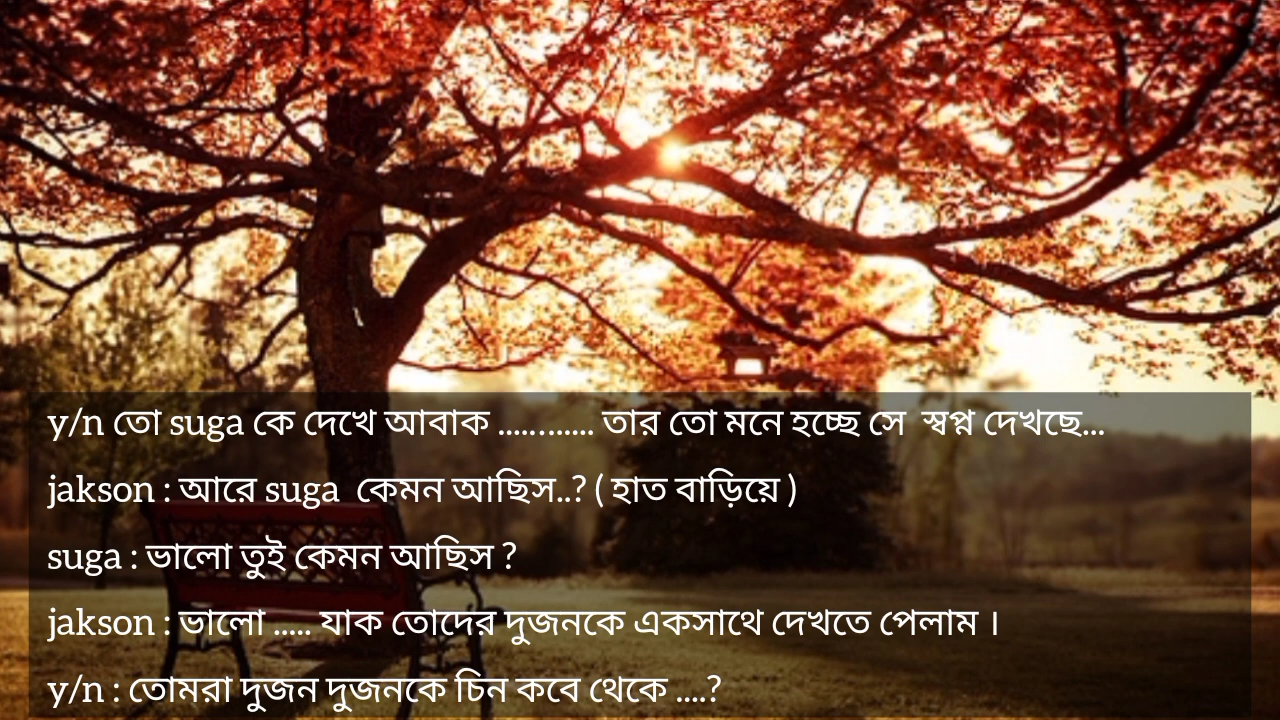 y/n তো suga কে দেখে আবাক ........... তার তো মনে হচ্ছে সে স্বপ্ন দেখছে...
jakson : আরে suga কেমন আছিস..? ( হাত বাড়িয়ে )
suga : ভালো তুই কেমন আছিস ?
jakson : ভালো ..... যাক তোদের দুজনকে একসাথে দেখতে পেলাম ।
y/n : তোমরা দুজন দুজনকে চিন কবে থেকে ....?